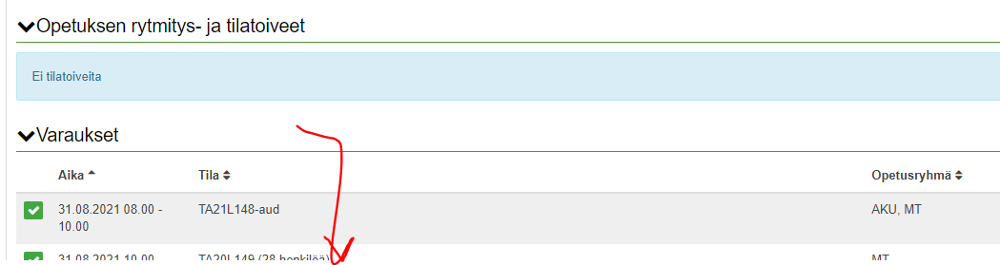 Opetuksen rytmitys- ja tilatoiveet
Ei tilatoiveita
Varaukset
Aika Tila Opetusryhmä
31.08.2021 08.00 - TA21L148-aud AKU, MT
10.00
31.08.2021 10.00 TA20L149 (28 henkilöä) MT